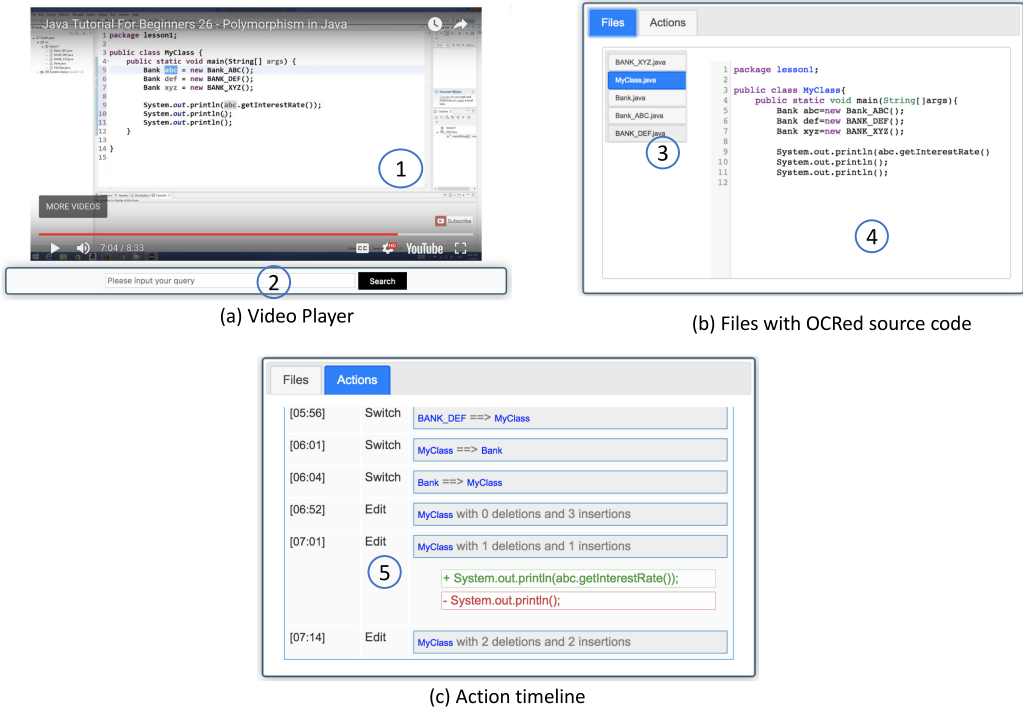 Java Tutorial For Beginners 26 - Polymorphism in Java
1 package lesson1;
2
3 public class MyClass {
4 public static void main(String[] args) {
5 Bank abc = new Bank_ABC();
6 Bank def = new BANK_DEF();
7 Bank xyz = new BANK_XYZ();
8
9 System.out.println(abc.getInterestRate());
10 System.out.println();
11 System.out.println();
12 }
13
14 }
15
1
MORE VIDEOS
Subscribe
7:04 / 8:33
CC
HD
YouTube
Please input your query
2
Search
(a) Video Player
Files
Actions
BANK_XYZ.java
MyClass.java
Bank.java
Bank_ABC.java
BANK_DEF.java
3
1 package lesson1;
2
3 public class MyClass{
4 public static void main(String[]args){
5 Bank abc=new Bank_ABC();
6 Bank def=new BANK_DEF();
7 Bank xyz=new BANK_XYZ();
8
9 System.out.println(abc.getInterestRate()
10 System.out.println();
11 System.out.println();
12
4
(b) Files with OCRed source code
Files
Actions
[05:56] Switch BANK_DEF ==> MyClass
[06:01] Switch MyClass ==> Bank
[06:04] Switch Bank ==> MyClass
[06:52] Edit MyClass with 0 deletions and 3 insertions
[07:01] Edit MyClass with 1 deletions and 1 insertions
5
+ System.out.println(abc.getInterestRate());
- System.out.println();
[07:14] Edit MyClass with 2 deletions and 2 insertions
(c) Action timeline